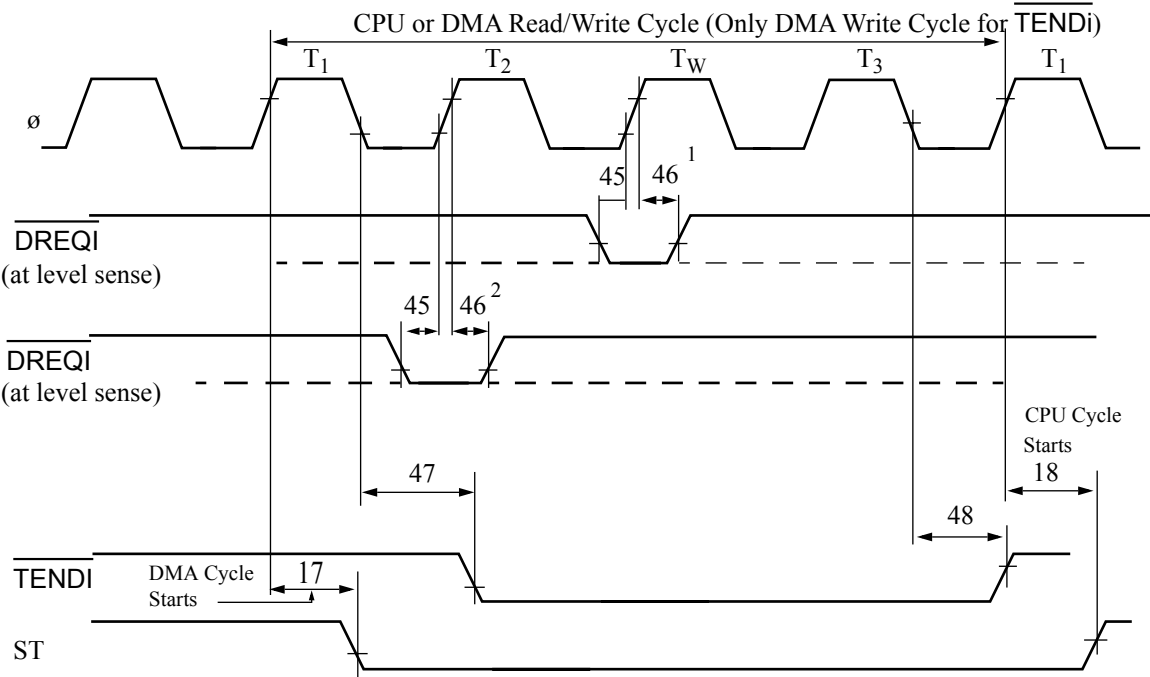 CPU or DMA Read/Write Cycle (Only DMA Write Cycle for TENDi)
T1 T2 TW T3 T1
ø
45 46 1
DREQI
(at level sense)
45 46 2
DREQI
(at level sense)
CPU Cycle
Starts
47 18
48
TENDI
DMA Cycle
Starts
17
ST